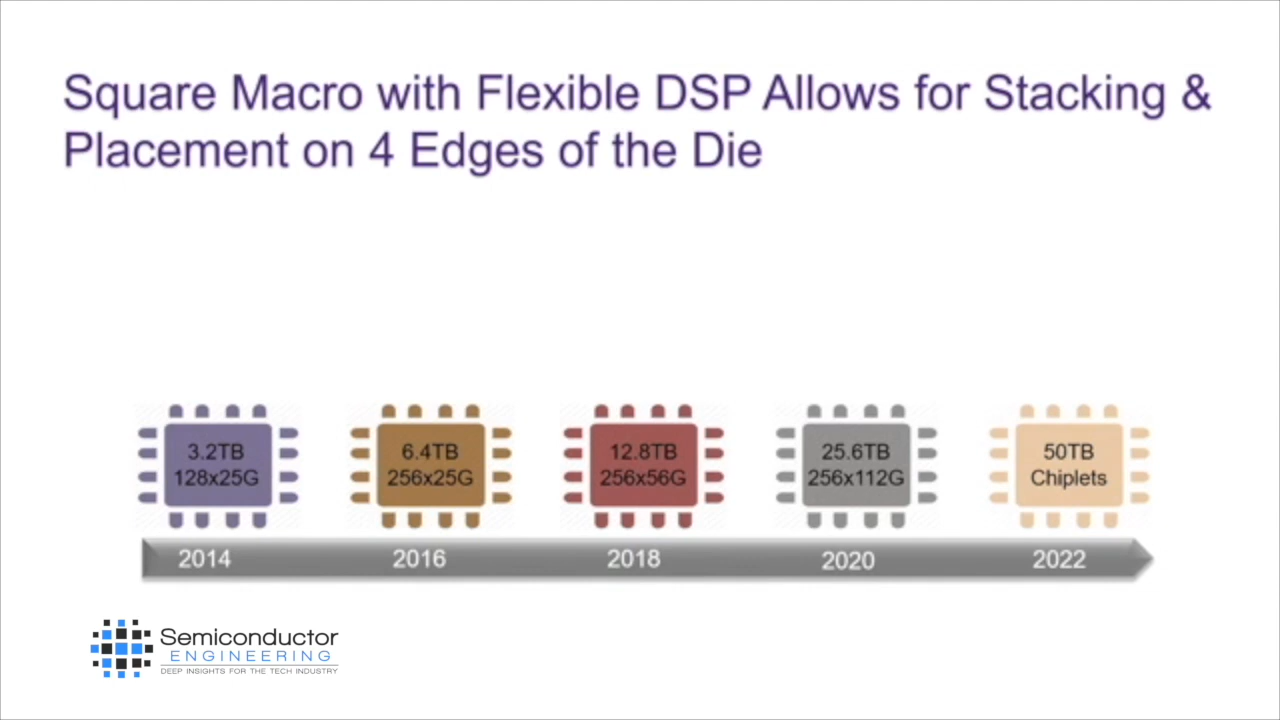 Square Macro with Flexible DSP Allows for Stacking &
Placement on 4 Edges of the Die
3.2TB
128x25G
6.4TB
256x25G
12.8TB
256x56G
25.6TB
256x112G
50TB
Chiplets
2014
2016
2018
2020
2022
Semiconductor
ENGINEERING
DEEP INSIGHTS FOR THE TECH INDUSTRY